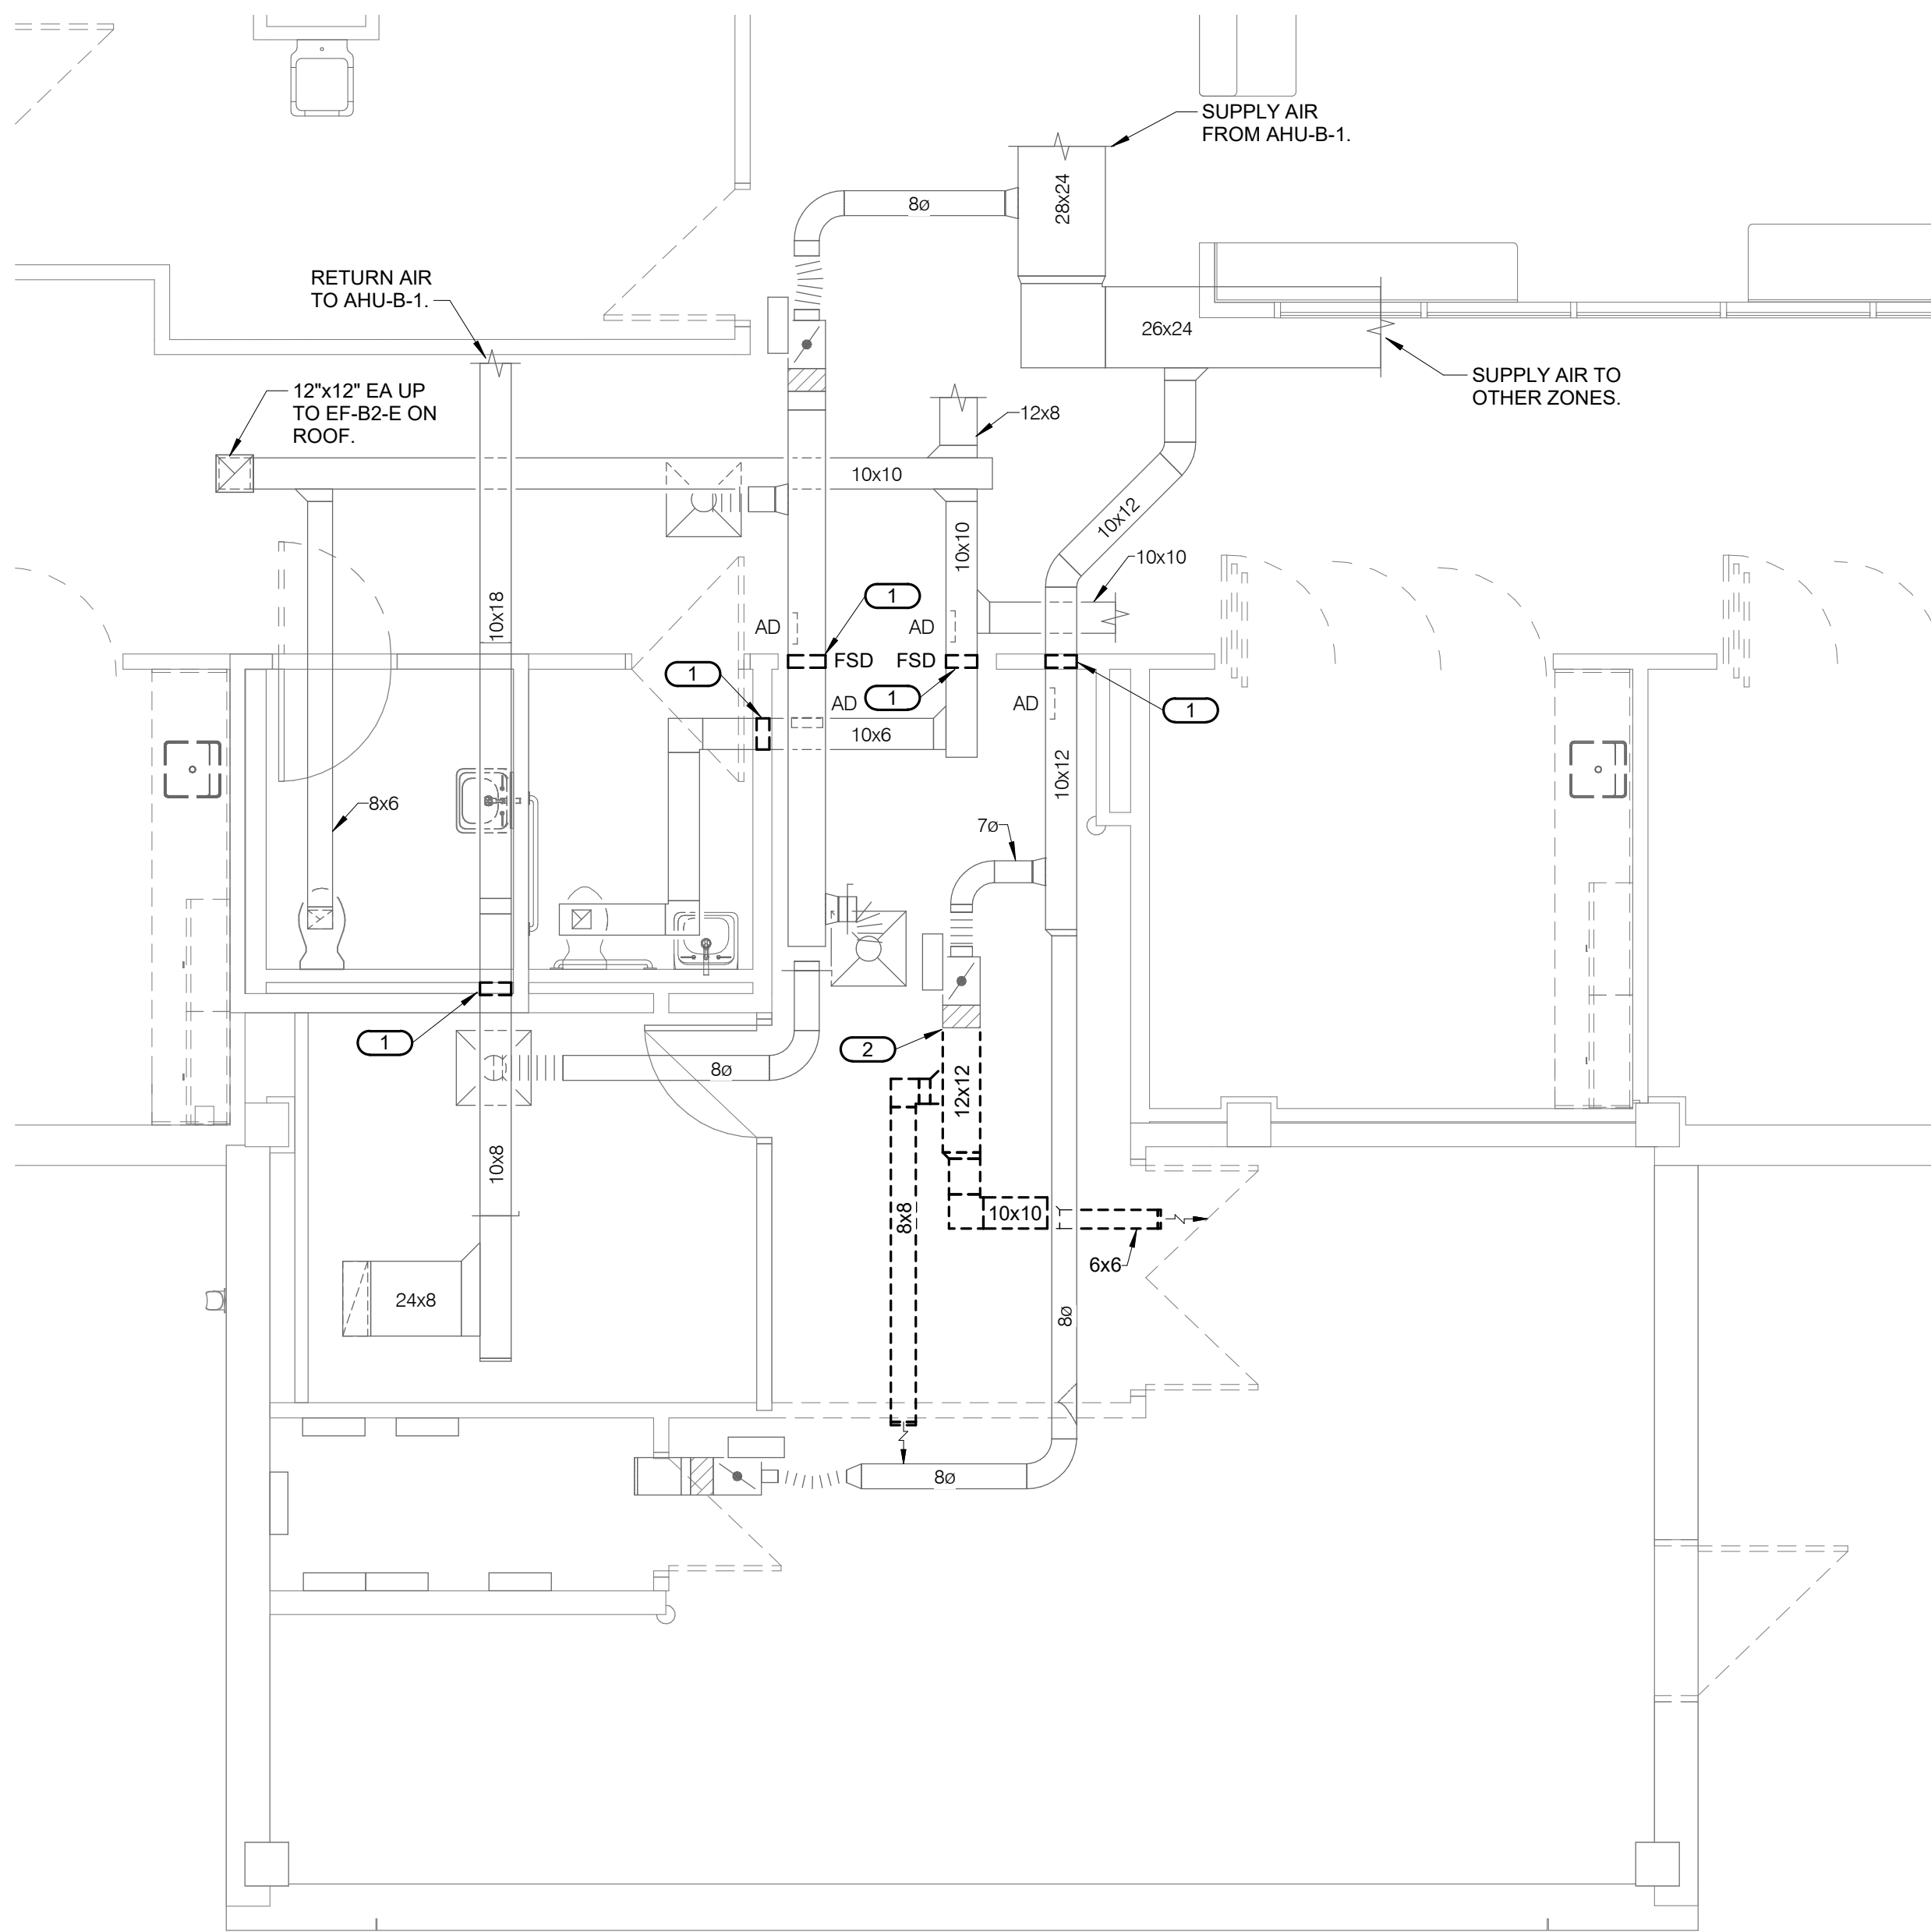 SUPPLY AIR
FROM AHU-B-1.
28x24
8ø
RETURN AIR
TO AHU-B-1.
26x24
SUPPLY AIR TO
OTHER ZONES.
12"x12" EA UP
TO EF-B2-E ON
ROOF.
12x8
10x10
10x12
10x10
10x10
10x18
1
AD
AD
FSD
FSD
1
1
AD
AD
1
10x6
10x12
8x6
7ø
1
2
8ø
12x12
10x8
8x8
10x10
6x6
24x8
8ø
8ø